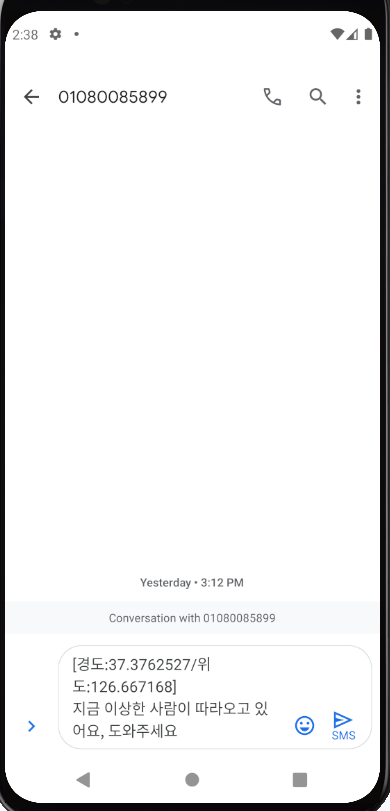 2:38
01080085899
Yesterday • 3:12 PM
Conversation with 01080085899
[경도:37.3762527/위
도:126.667168]
지금 이상한 사람이 따라오고 있
어요, 도와주세요
SMS